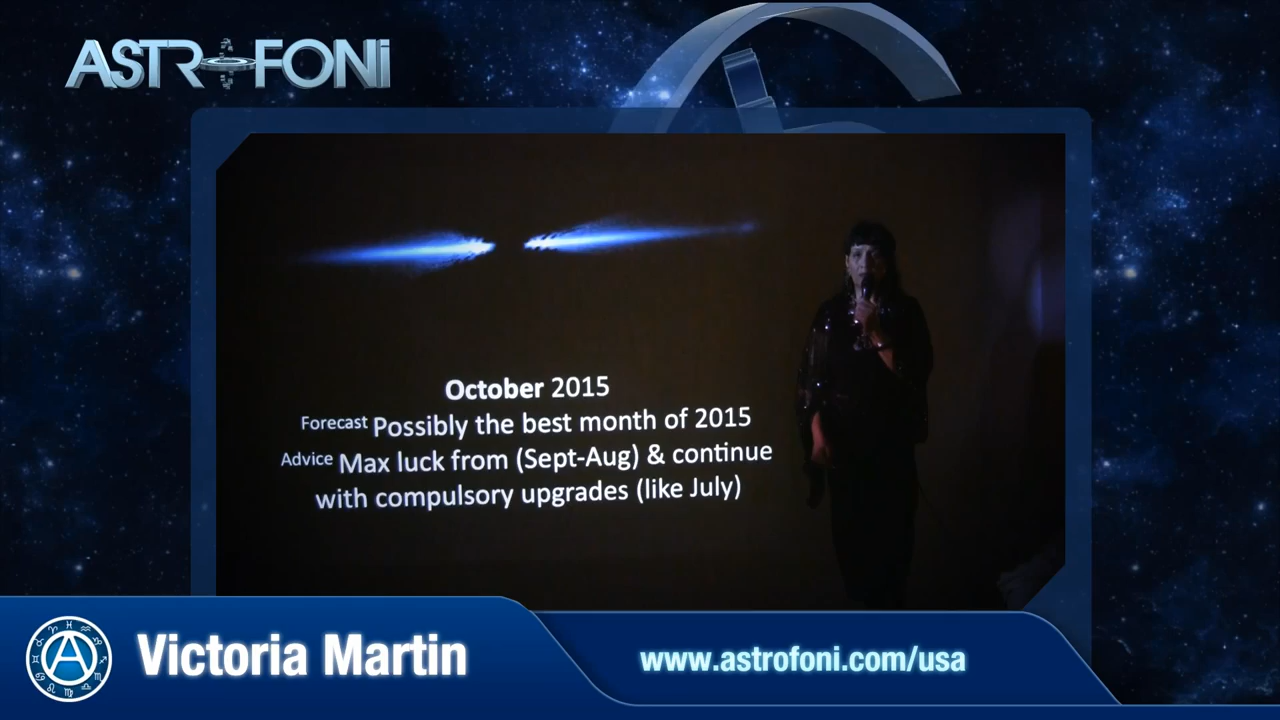 ASTROFONi
October 2015
Forecast Possibly the best month of 2015
Advice Max luck from (Sept-Aug) & continue
with compulsory upgrades (like July)
Victoria Martin
www.astrofoni.com/usa